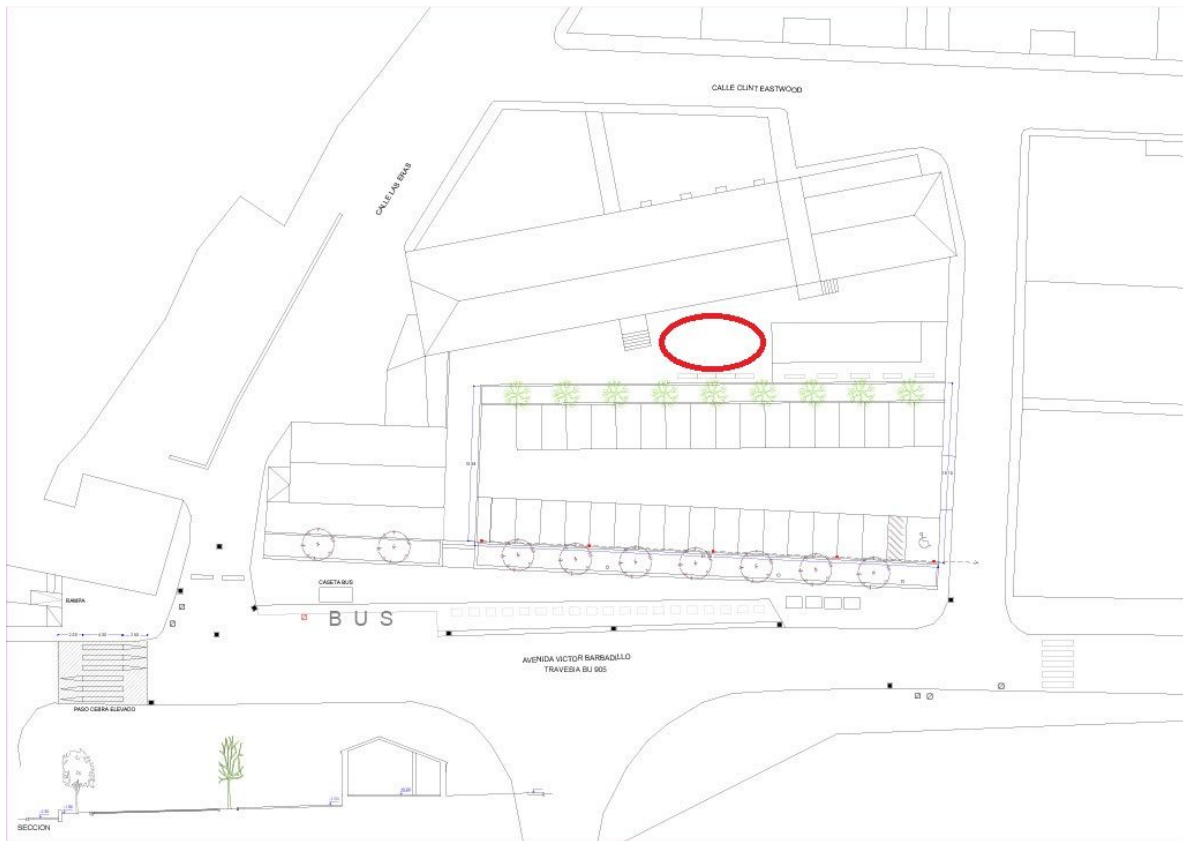 CALLE CLINT EASTWOOD
CALLE LAS ERAS
CASETA BUS
BUS
RAMPA
AVENIDA VICTOR BARBADILLO
TRAVESIA BU 905
PASO CEBRA ELEVADO
SECCION